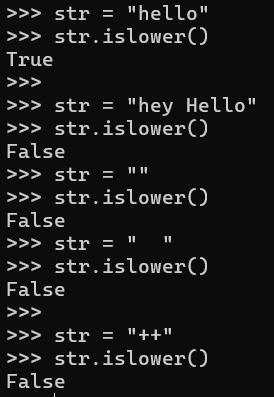 >>> str = "hello"
>>> str.islower()
True
>>>
>>> str = "hey Hello"
>>> str.islower()
False
>>> str = ""
>>> str.islower()
False
>>> str = "  "
>>> str.islower()
False
>>>
>>> str = "++"
>>> str.islower()
False